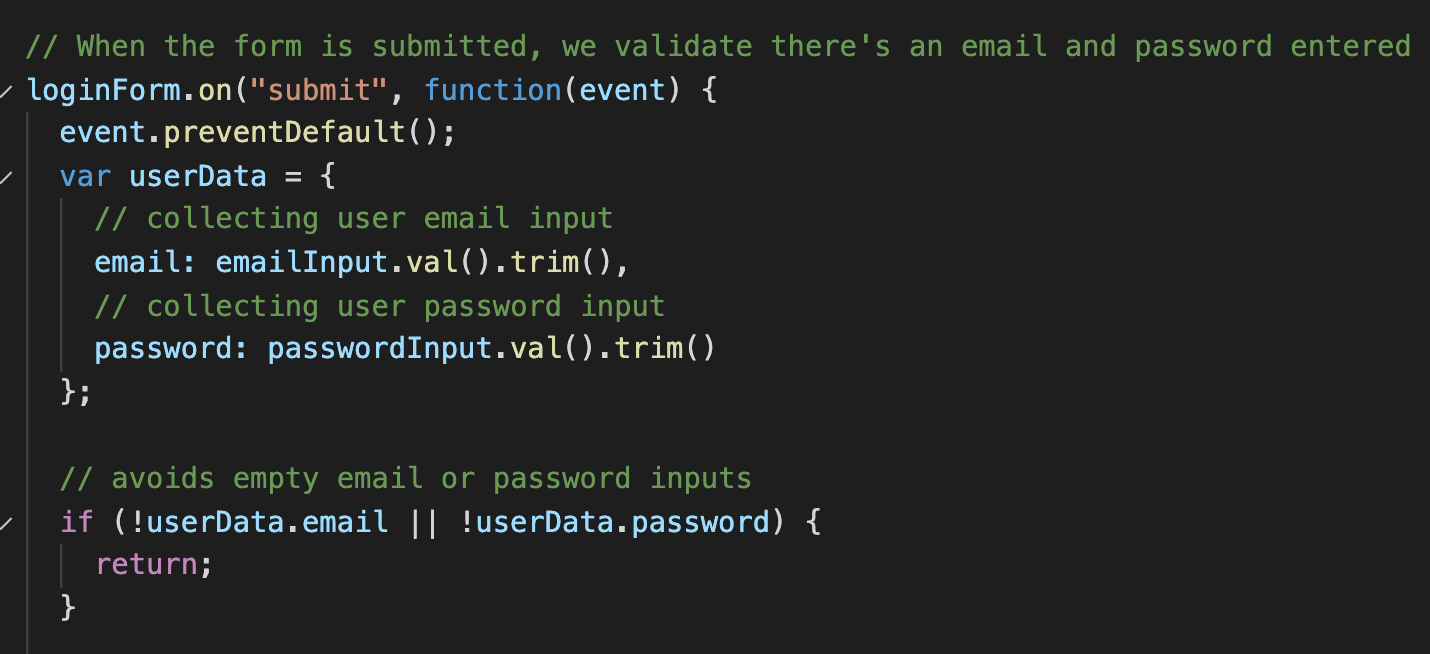 // When the form is submitted, we validate there's an email and password entered
loginForm.on("submit", function(event) {
  event.preventDefault();
  var userData = {
    // collecting user email input
    email: emailInput.val().trim(),
    // collecting user password input
    password: passwordInput.val().trim()
  };

  // avoids empty email or password inputs
  if (!userData.email || !userData.password) {
    return;
  }